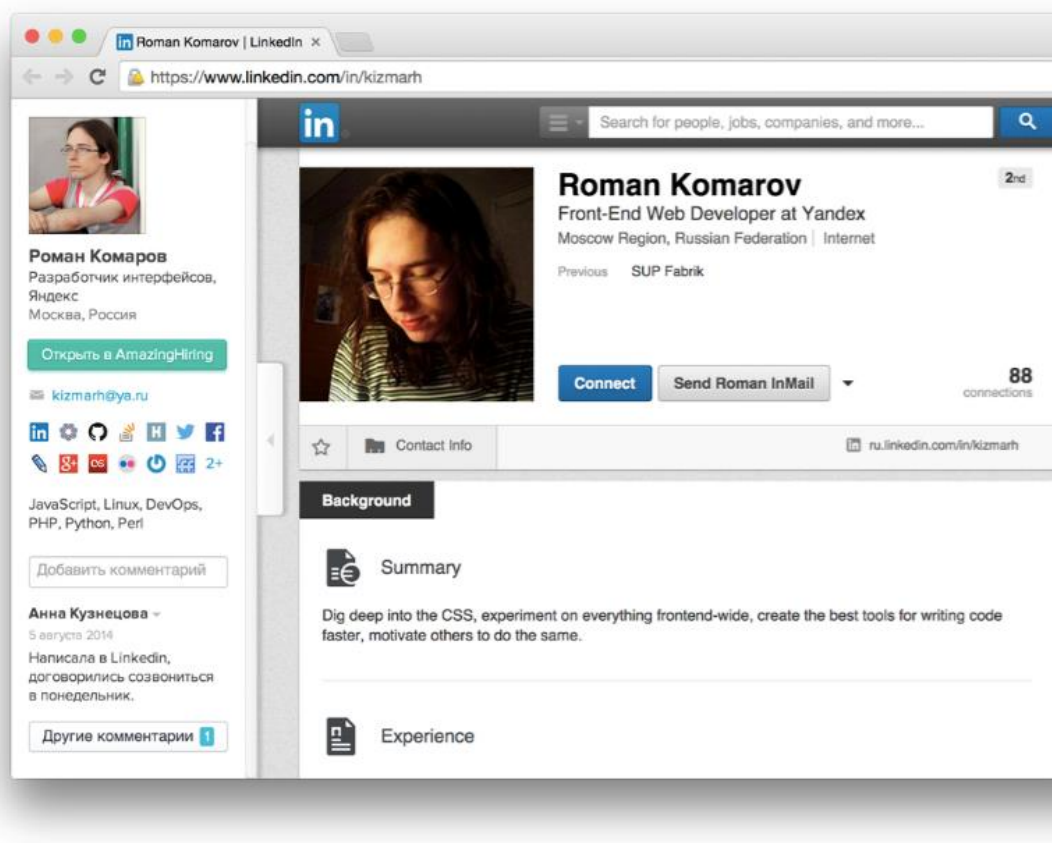 Roman Komarov | LinkedIn ×
https://www.linkedin.com/in/kizmarh
Роман Комаров
Разработчик интерфейсов,
Яндекс
Москва, Россия
Открыть в AmazingHiring
kizmarh@ya.ru
2+
JavaScript, Linux, DevOps,
PHP, Python, Perl
Добавить комментарий
Анна Кузнецова
5 августа 2014
Написала в Linkedin,
договорились созвониться
в понедельник.
Другие комментарии 1
in
Search for people, jobs, companies, and more...
Roman Komarov
2nd
Front-End Web Developer at Yandex
Moscow Region, Russian Federation | Internet
Previous SUP Fabrik
Connect
Send Roman InMail
88
connections
Contact Info
ru.linkedin.com/in/kizmarh
Background
Summary
Dig deep into the CSS, experiment on everything frontend-wide, create the best tools for writing code
faster, motivate others to do the same.
Experience